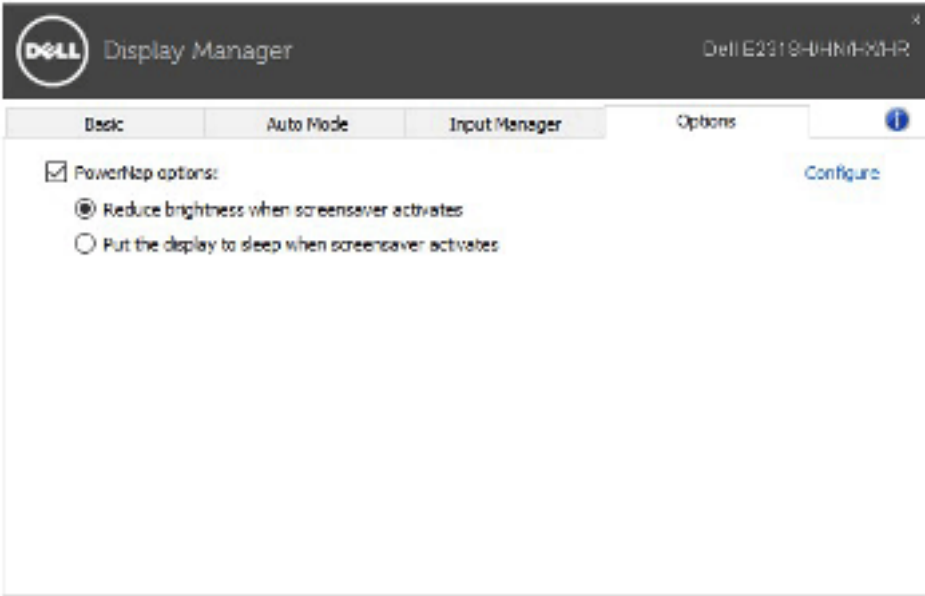 DELL Display Manager
Dell E2318H/HN/HX/HR
Basic Auto Mode Input Manager Options
PowerNap options: Configure
Reduce brightness when screensaver activates
Put the display to sleep when screensaver activates